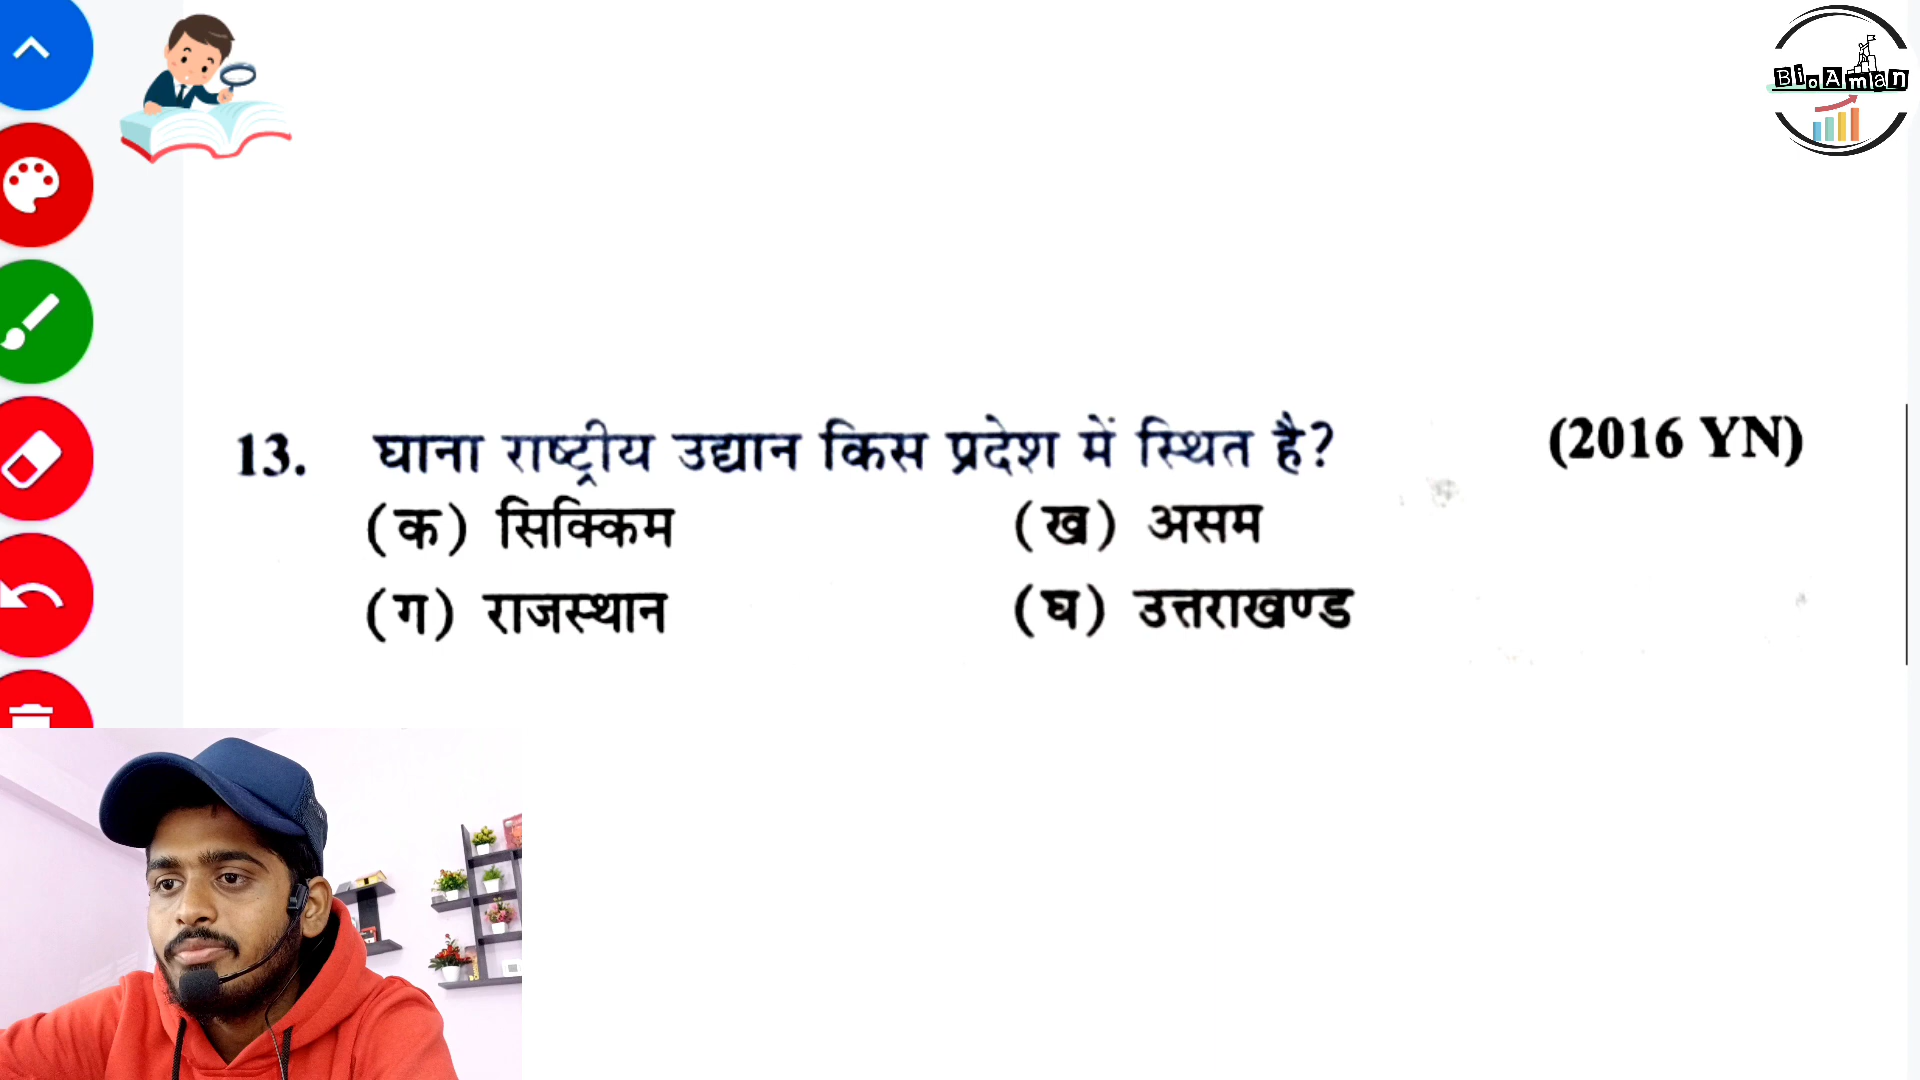 BioAman
13. घाना राष्ट्रीय उद्यान किस प्रदेश में स्थित है? (2016 YN)
(क) सिक्किम (ख) असम
(ग) राजस्थान (घ) उत्तराखण्ड